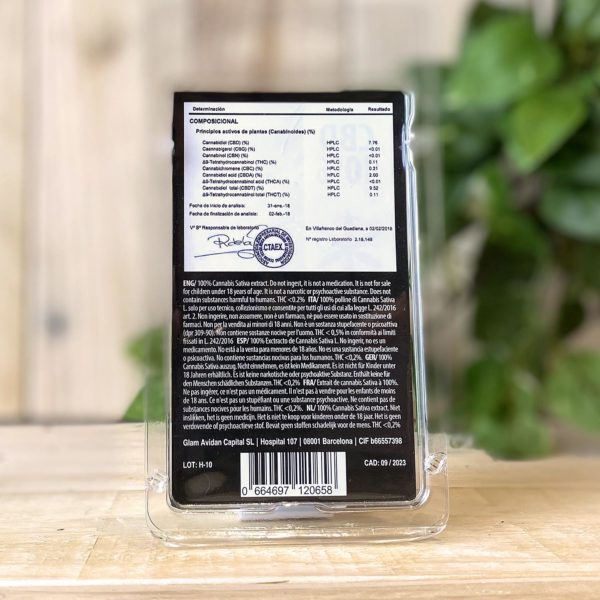 Determinación Metodología Resultado
COMPOSICIONAL
Principios activos de plantas (Canabinoides) (%)
Cannabidiol (CBD) (%) HPLC 7.76
Caennabigerol (CBG) (%) HPLC <0.01
Cannabinol (CBN) (%) HPLC <0.01
Δ9-Tetrahydrocannabinol (THC) (%) HPLC 0.11
Cannabichromene (CBC) (%) HPLC 0.31
Cannabidiol acid (CBDA) (%) HPLC 2.00
Δ9-Tetrahydrocannabinol acid (THCA) (%) HPLC <0.01
Cannabidiol total (CBDT) (%) HPLC 9.52
Δ9-Tetrahydrocannabinol total (THCT) (%) HPLC 0.11
Fecha de inicio de analisis: 31-ene.-18
Fecha de finalización de analisis: 02-feb.-18
Vº Bº Responsable de laboratorio En Villafranco del Guadiana, a 02/02/2018
CTAEX
Nº registro Laboratorio
ENG/ 100% Cannabis Sativa extract. Do not ingest, it is not a medication. It is not for sale
for children under 18 years of age. It is not a narcotic or psychoactive substance. Does not
contain substances harmful to humans. THC <0.2% ITA/ 100% polline di Cannabis Sativa
L. solo per uso tecnico, collezionismo e consentite per tutti gli usi di cui alla legge L. 242/2016
art. 2. Non ingerire, non assumere, non è un farmaco, né può essere usato in sostituzione di
farmaci. Non per la vendita ai minori di 18 anni. Non è un sostanza stupefacente o psicoattiva
(dpr 309-90). Non contiene sustanze nocive per l'uomo. THC < 0,5% in conformità ai limiti
fissati in L. 242/2016 ESP/ 100% Exctracto de Cannabis Sativa L. No ingerir, no es un
medicamento. No está a la venta para menores de 18 años. No es una sustancia estupefaciente
o psicoactiva. No contiene sustancias nocivas para los humanos. THC <0,2%. GER/ 100%
Cannabis Sativa auszug. Nicht einnehmen, es ist kein Medikament. Es ist nicht für Kinder unter
18 Jahren erhältlich. Es ist keine narkotische oder psychoaktive Substanz. Enthält keine für
den Menschen schädlichen Substanzen. THC <0,2%. FRA/ Extrait de cannabis Sativa à 100%.
Ne pas ingérer, ce n'est pas un médicament. Il n'est pas à vendre pour les enfants de moins
de 18 ans. Ce n'est pas un stupéfiant ou une substance psychoactive. Ne contient pas de
substances nocives pour les humains. THC <0,2%. NL/ 100% Cannabis Sativa extract. Niet
inslikken, het is geen medicijn. Het is niet te koop voor kinderen onder de 18 jaar. Het is geen
verdovende of psychoactieve stof. Bevat geen stoffen schadelijk voor de mens. THC <0,2%
Glam Avidan Capital SL | Hospital 107 | 08001 Barcelona | CIF b66557398
LOT: H-10 CAD: 09 / 2023
0 664697 120658